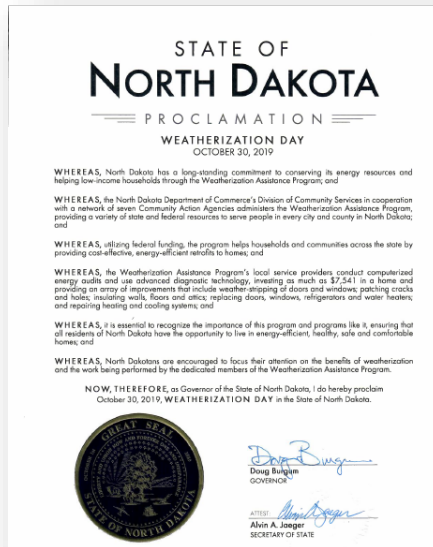 STATE OF
NORTH DAKOTA
PROCLAMATION
WEATHERIZATION DAY
OCTOBER 30, 2019
WHEREAS, North Dakota has a long-standing commitment to conserving its energy resources and
helping low-income households through the Weatherization Assistance Program; and
WHEREAS, the North Dakota Department of Commerce's Division of Community Services in cooperation
with a network of seven Community Action Agencies administers the Weatherization Assistance Program,
providing a variety of state and federal resources to serve people in every city and county in North Dakota;
and
WHEREAS, utilizing federal funding, the program helps households and communities across the state by
providing cost-effective, energy-efficient retrofits to homes; and
WHEREAS, the Weatherization Assistance Program's local service providers conduct computerized
energy audits and use advanced diagnostic technology, investing as much as $7,541 in a home and
providing an array of improvements that include weather-stripping of doors and windows; patching cracks
and holes; insulating walls, floors and attics; replacing doors, windows, refrigerators and water heaters;
and repairing heating and cooling systems; and
WHEREAS, it is essential to recognize the importance of this program and programs like it, ensuring that
all residents of North Dakota have the opportunity to live in energy-efficient, healthy, safe and comfortable
homes; and
WHEREAS, North Dakotans are encouraged to focus their attention on the benefits of weatherization
and the work being performed by the dedicated members of the Weatherization Assistance Program.
NOW, THEREFORE, as Governor of the State of North Dakota, I do hereby proclaim
October 30, 2019, WEATHERIZATION DAY in the State of North Dakota.
GREAT SEAL
STATE OF NORTH DAKOTA
Doug Burgum
Doug Burgum
GOVERNOR
ATTEST
Alvin A. Jaeger
Alvin A. Jaeger
SECRETARY OF STATE